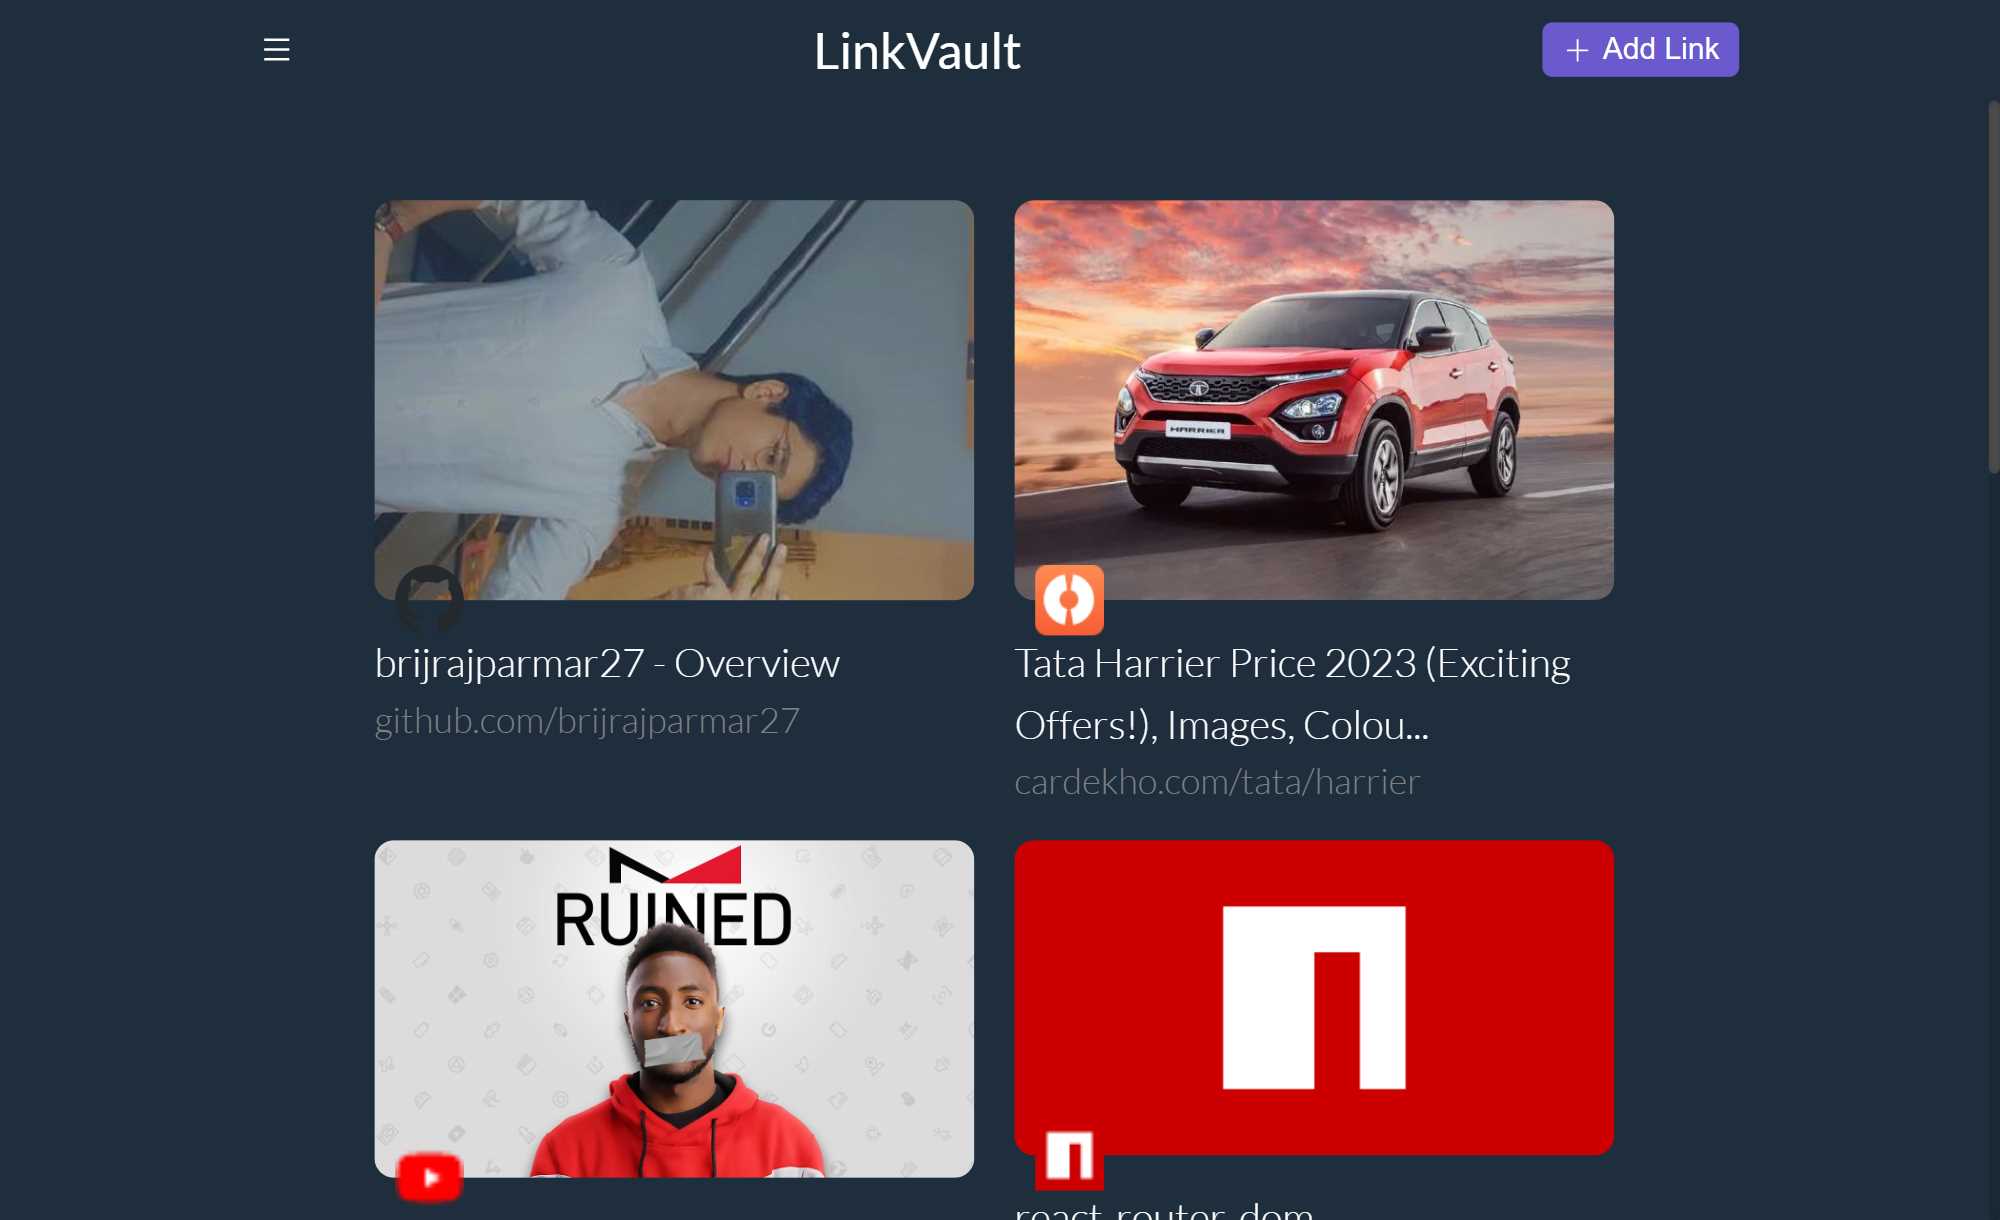 LinkVault
Add Link
HARRIER
brijrajparmar27 - Overview
github.com/brijrajparmar27
Tata Harrier Price 2023 (Exciting
Offers!), Images, Colou...
cardekho.com/tata/harrier
RUINED
react-router-dom